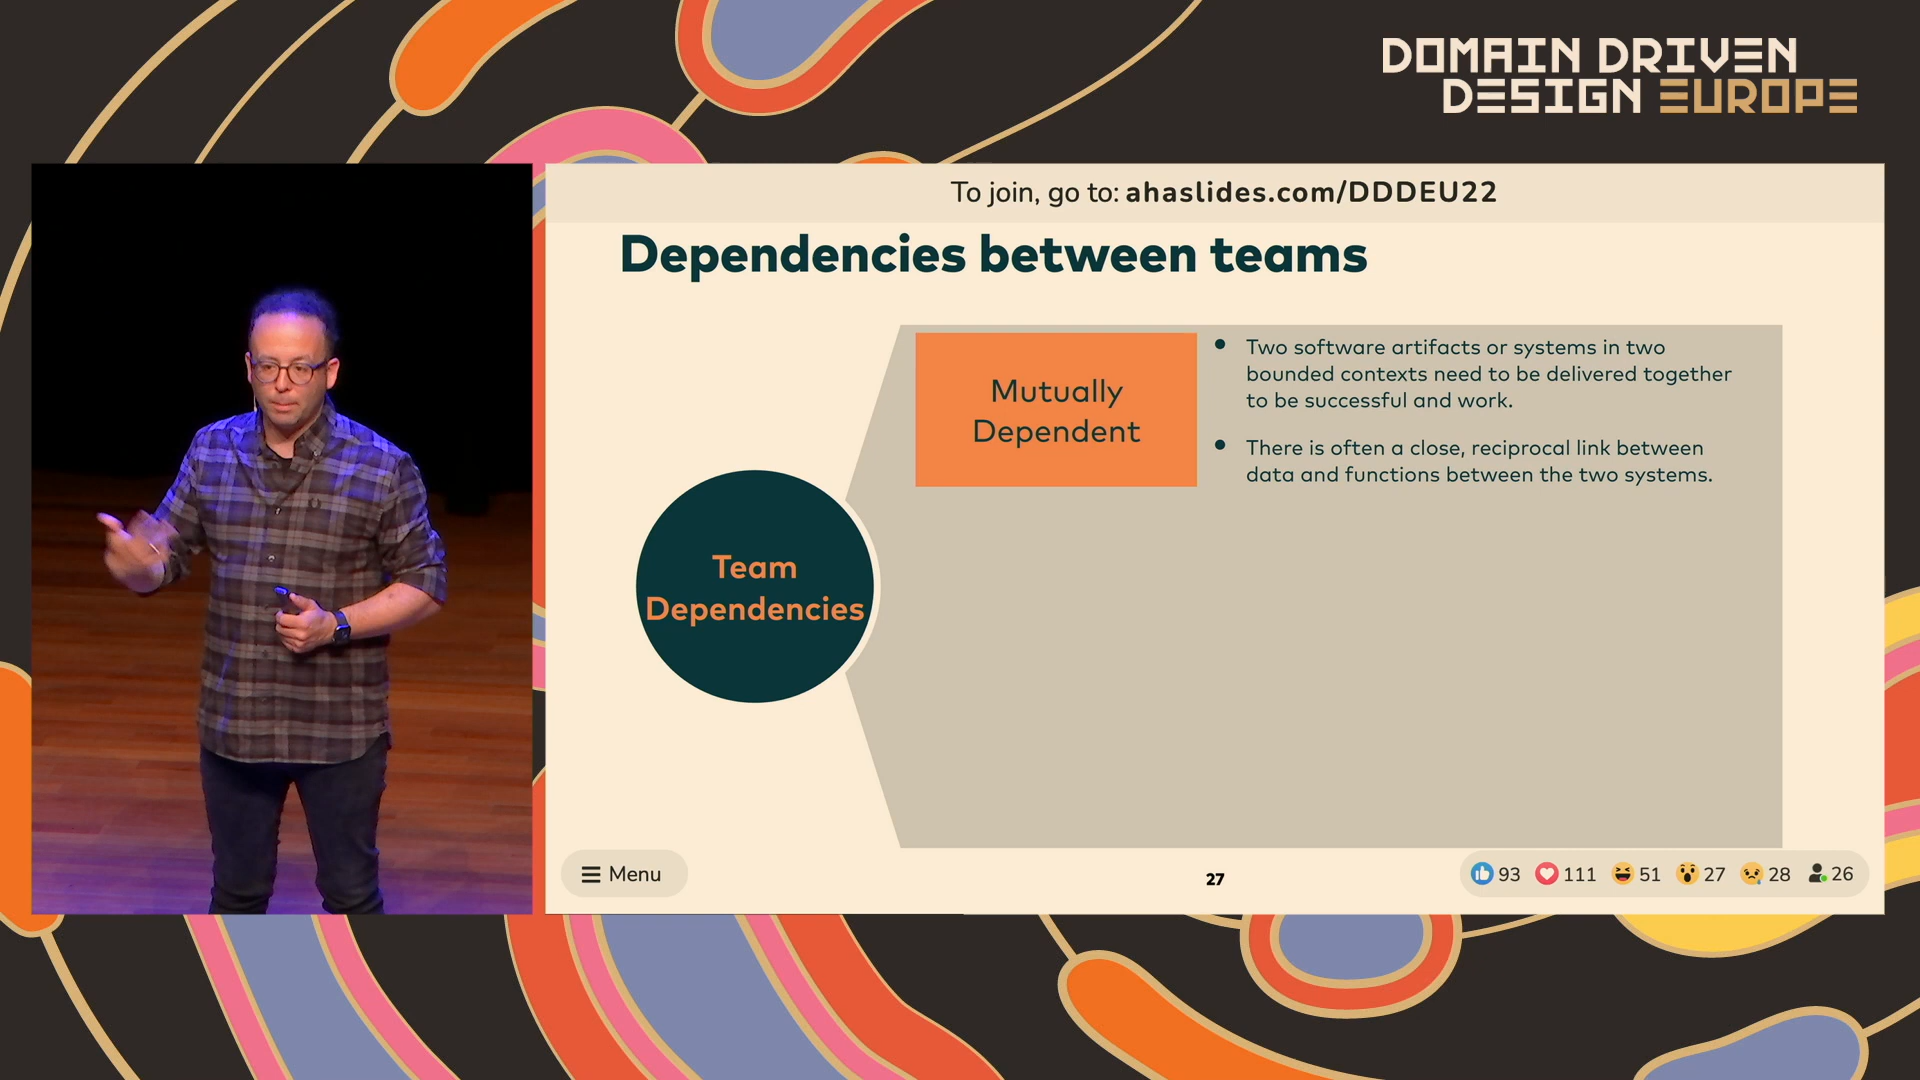 DOMAIN DRIVEN
DESIGN EUROPE
To join, go to: ahaslides.com/DDDEU22
Dependencies between teams
Mutually
Dependent
• Two software artifacts or systems in two
bounded contexts need to be delivered together
to be successful and work.
• There is often a close, reciprocal link between
data and functions between the two systems.
Team
Dependencies
Menu
27
93 111 51 27 28 26